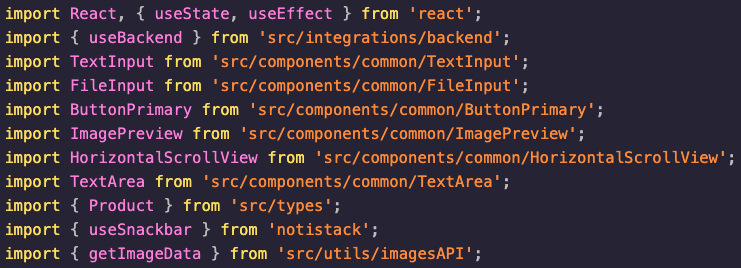 import React, { useState, useEffect } from 'react';
import { useBackend } from 'src/integrations/backend';
import TextInput from 'src/components/common/TextInput';
import FileInput from 'src/components/common/FileInput';
import ButtonPrimary from 'src/components/common/ButtonPrimary';
import ImagePreview from 'src/components/common/ImagePreview';
import HorizontalScrollView from 'src/components/common/HorizontalScrollView';
import TextArea from 'src/components/common/TextArea';
import { Product } from 'src/types';
import { useSnackbar } from 'notistack';
import { getImageData } from 'src/utils/imagesAPI';